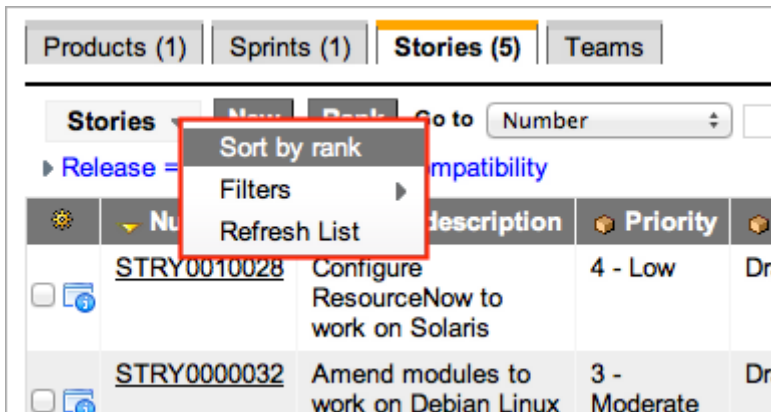 Products (1) Sprints (1) Stories (5) Teams
Stories Go to Number
Sort by rank
Release =
Filters
Refresh List
description Priority
STRY0010028 Configure 4 - Low
ResourceNow to
work on Solaris
STRY0000032 Amend modules to 3 -
work on Debian Linux Moderate